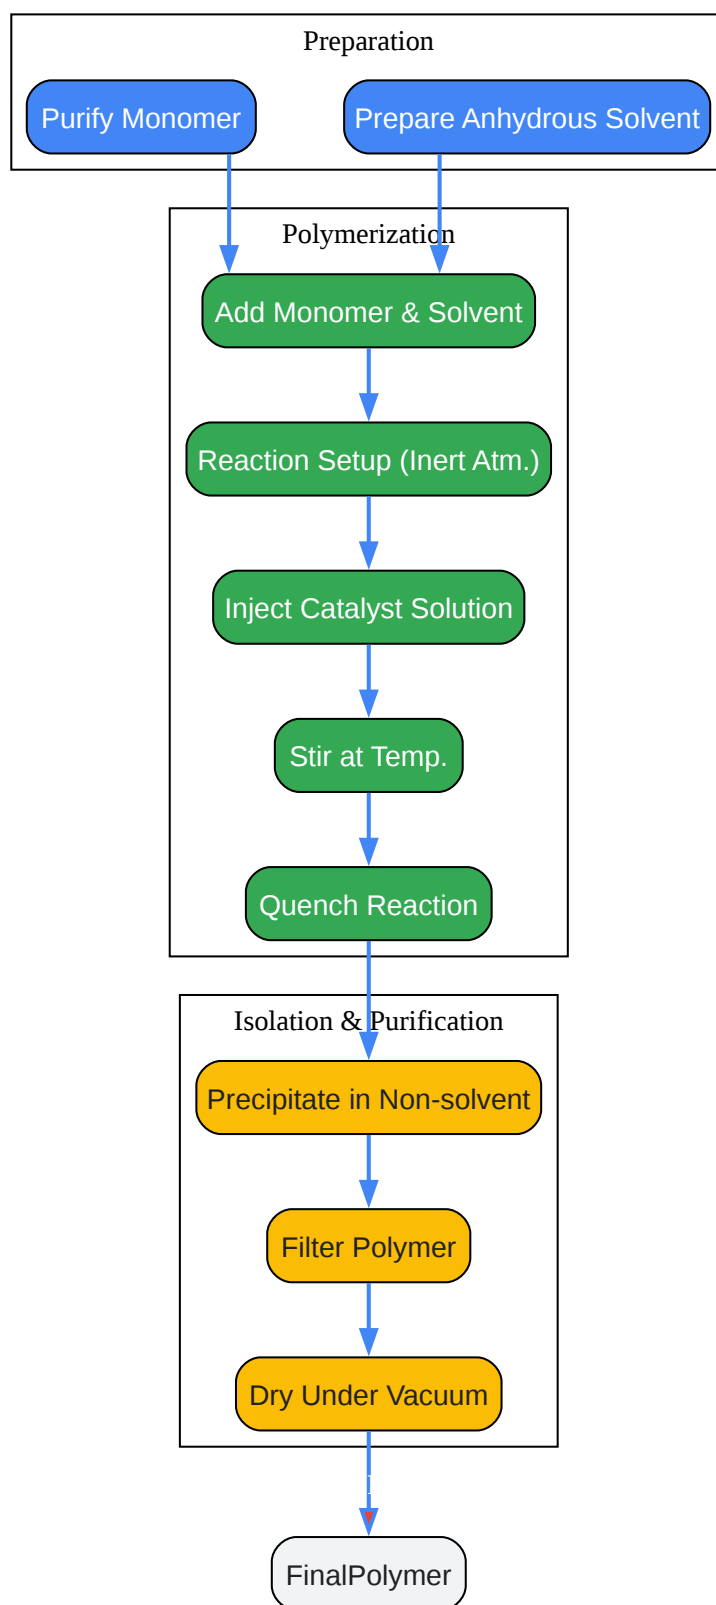 Preparation
Purify Monomer
Prepare Anhydrous Solvent
Polymerization
Add Monomer & Solvent
Reaction Setup (Inert Atm.)
Inject Catalyst Solution
Stir at Temp.
Quench Reaction
Isolation & Purification
Precipitate in Non-solvent
Filter Polymer
Dry Under Vacuum
FinalPolymer